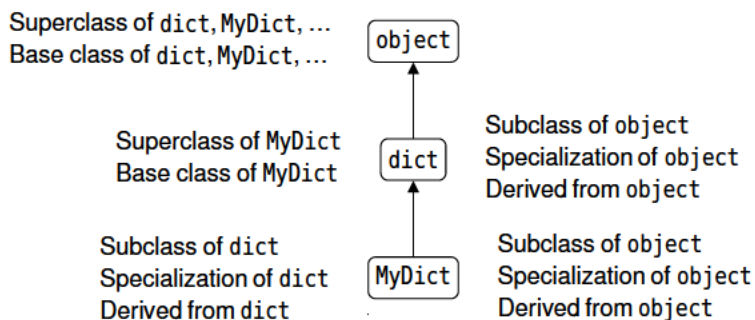 Superclass of dict, MyDict, ...
Base class of dict, MyDict, ...
object
Superclass of MyDict
Base class of MyDict
dict
Subclass of object
Specialization of object
Derived from object
Subclass of dict
Specialization of dict
Derived from dict
MyDict
Subclass of object
Specialization of object
Derived from object